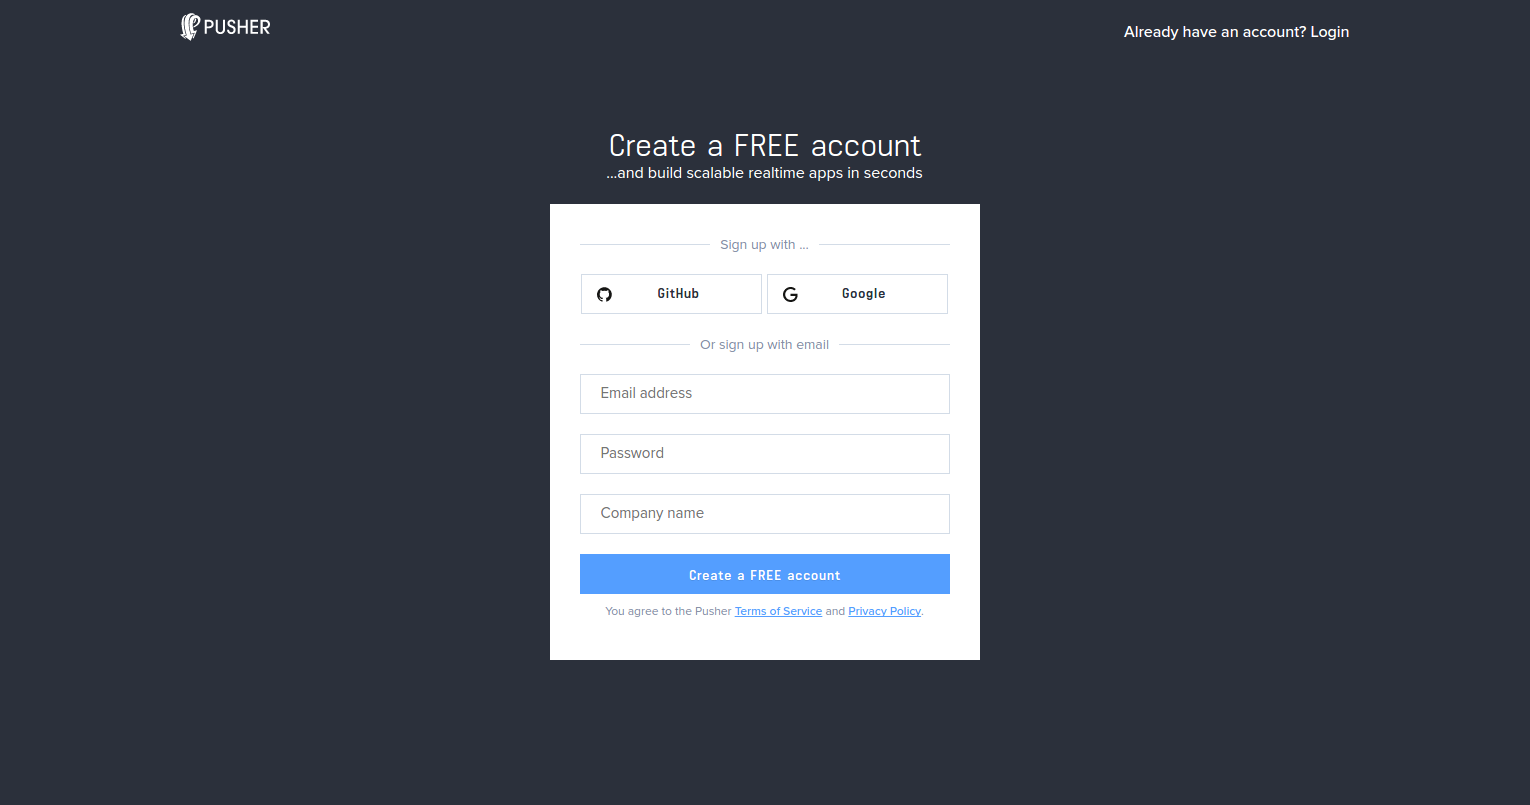 PUSHER
Already have an account? Login
Create a FREE account
...and build scalable realtime apps in seconds
Sign up with ...
GitHub
Google
Or sign up with email
Email address
Password
Company name
Create a FREE account
You agree to the Pusher Terms of Service and Privacy Policy.